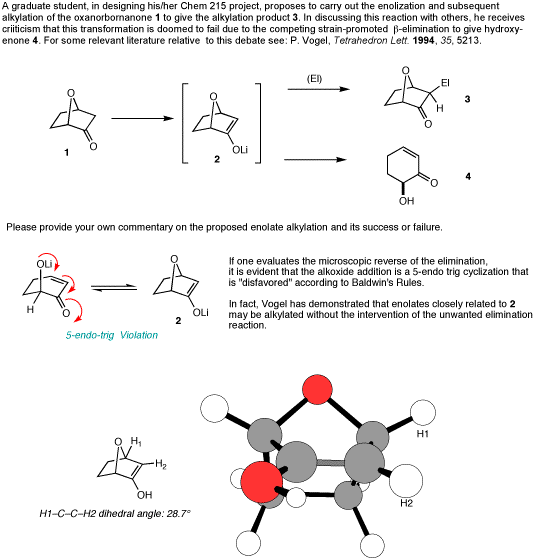 A graduate student, in designing his/her Chem 215 project, proposes to carry out the enolization and subsequent
alkylation of the oxanorbornanone 1 to give the alkylation product 3. In discussing this reaction with others, he receives
criiticism that this transformation is doomed to fail due to the competing strain-promoted β-elimination to give hydroxy-
enone 4. For some relevant literature relative to this debate see: P. Vogel, Tetrahedron Lett. 1994, 35, 5213.
O
O
1
O
OLi
2
(El)
O
El
H
O
3
O
OH
4
Please provide your own commentary on the proposed enolate alkylation and its success or failure.
OLi
H
O
5-endo-trig Violation
O
OLi
2
If one evaluates the microscopic reverse of the elimination,
it is evident that the alkoxide addition is a 5-endo trig cyclization that
is "disfavored" according to Baldwin's Rules.
In fact, Vogel has demonstrated that enolates closely related to 2
may be alkylated without the intervention of the unwanted elimination
reaction.
O
H1
H2
OH
H1–C–C–H2 dihedral angle: 28.7°
H1
H2